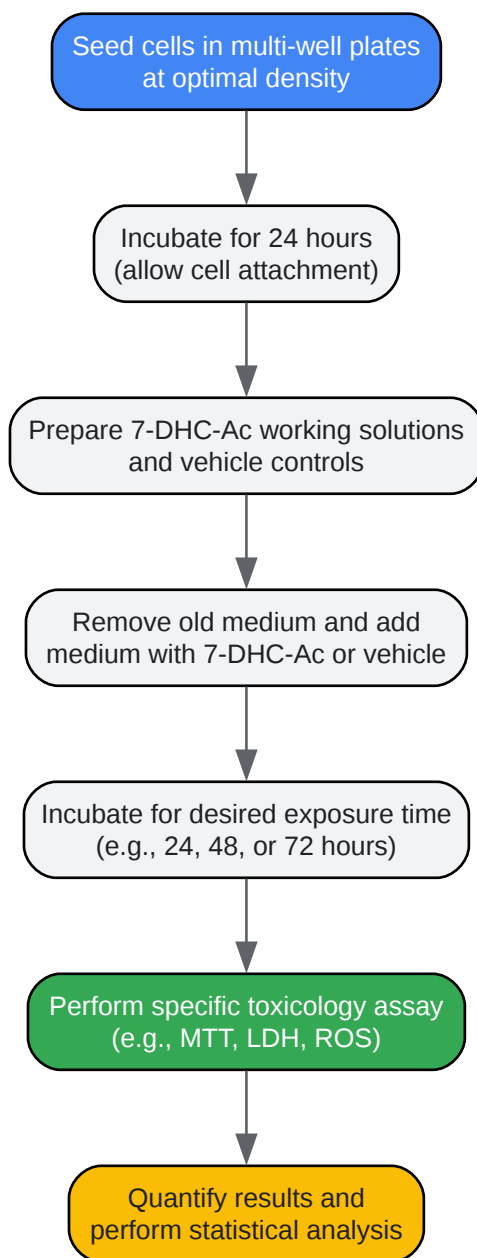 Seed cells in multi-well plates
at optimal density
Incubate for 24 hours
(allow cell attachment)
Prepare 7-DHC-Ac working solutions
and vehicle controls
Remove old medium and add
medium with 7-DHC-Ac or vehicle
Incubate for desired exposure time
(e.g., 24, 48, or 72 hours)
Perform specific toxicology assay
(e.g., MTT, LDH, ROS)
Quantify results and
perform statistical analysis